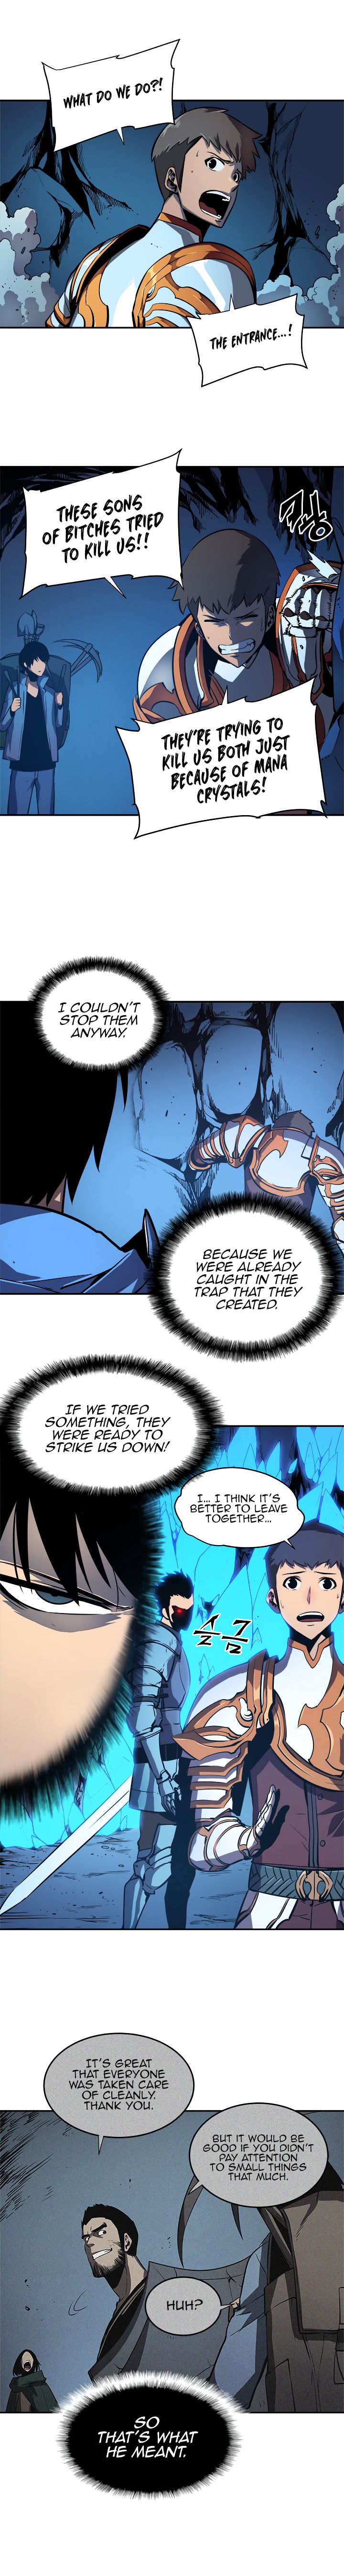 WHAT DO WE DO?!
THE ENTRANCE...!
THESE SONS
OF BITCHES TRIED
TO KILL US!!
THEY'RE TRYING TO
KILL US BOTH JUST
BECAUSE OF MANA
CRYSTALS!
I COULDN'T
STOP THEM
ANYWAY.
BECAUSE WE
WERE ALREADY
CAUGHT IN THE
TRAP THAT THEY
CREATED.
IF WE TRIED
SOMETHING, THEY
WERE READY TO
STRIKE US DOWN!
I... I THINK IT'S
BETTER TO LEAVE
TOGETHER...
IT'S GREAT
THAT EVERYONE
WAS TAKEN CARE
OF CLEANLY.
THANK YOU.
BUT IT WOULD BE
GOOD IF YOU DIDN'T
PAY ATTENTION
TO SMALL THINGS
THAT MUCH.
HUH?
SO
THAT'S WHAT
HE MEANT.